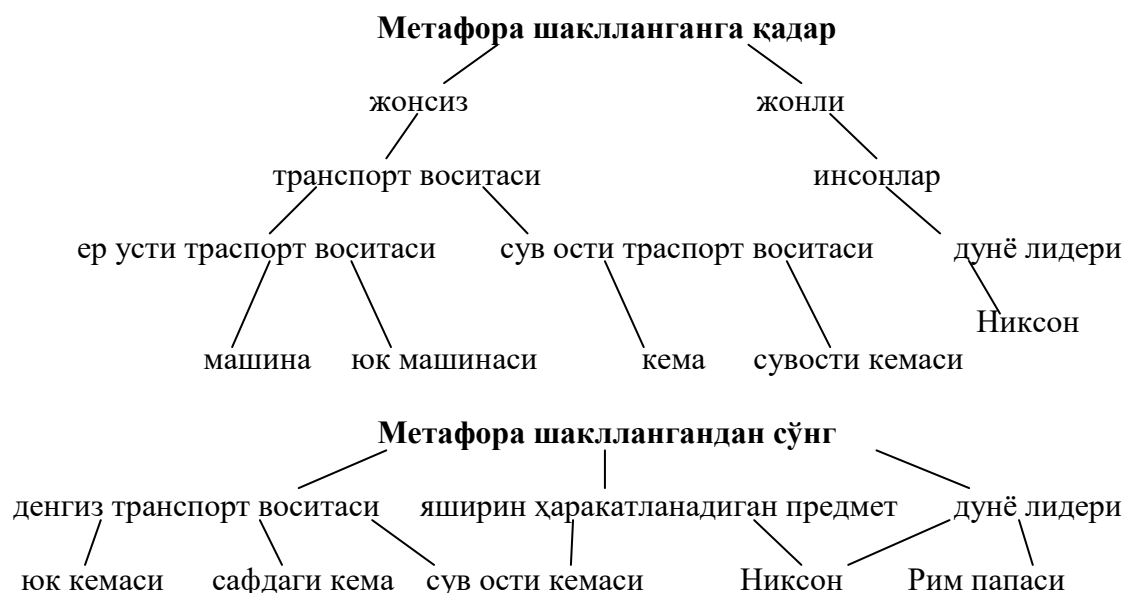 Метафора шаклланганга қадар
жонсиз жонли
транспорт воситаси инсонлар
ер усти траспорт воситаси сув ости траспорт воситаси дунё лидери
Никсон
машина юк машинаси кема сувости кемаси
Метафора шакллангандан сўнг
денгиз транспорт воситаси яширин ҳаракатланадиган предмет дунё лидери
юк кемаси сафдаги кема сув ости кемаси Никсон Рим папаси